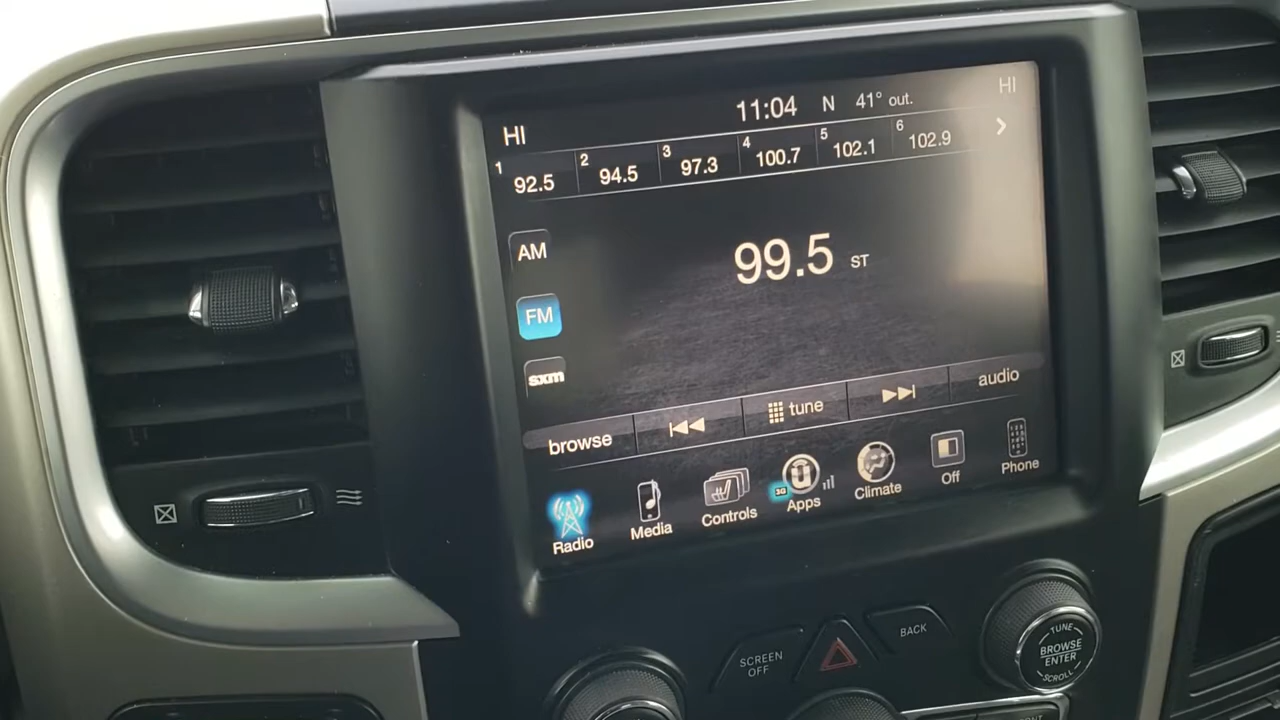 HI 11:04 N 41° out. HI
1 92.5 2 94.5 3 97.3 4 100.7 5 102.1 6 102.9
AM
99.5 ST
FM
sxm
browse tune audio
Radio Media Controls 3G Apps Climate Off Phone
SCREEN OFF
BACK
TUNE
BROWSE
ENTER
SCROLL